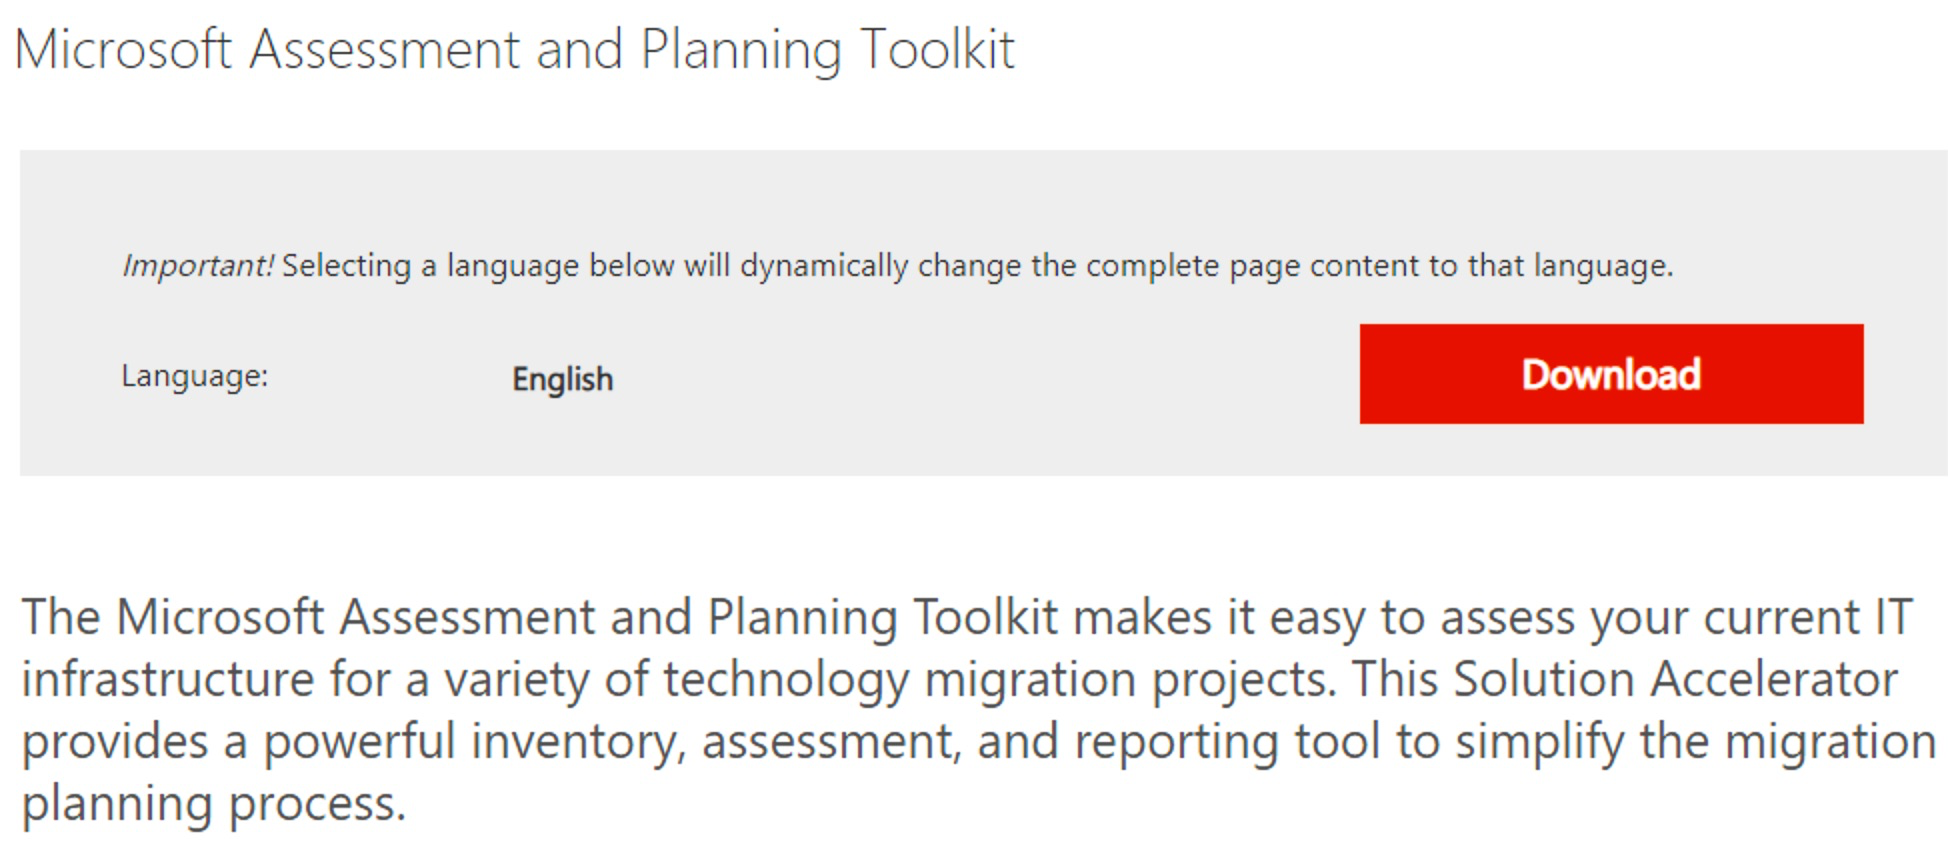 Microsoft Assessment and Planning Toolkit
Important! Selecting a language below will dynamically change the complete page content to that language.
Language: English Download
The Microsoft Assessment and Planning Toolkit makes it easy to assess your current IT
infrastructure for a variety of technology migration projects. This Solution Accelerator
provides a powerful inventory, assessment, and reporting tool to simplify the migration
planning process.